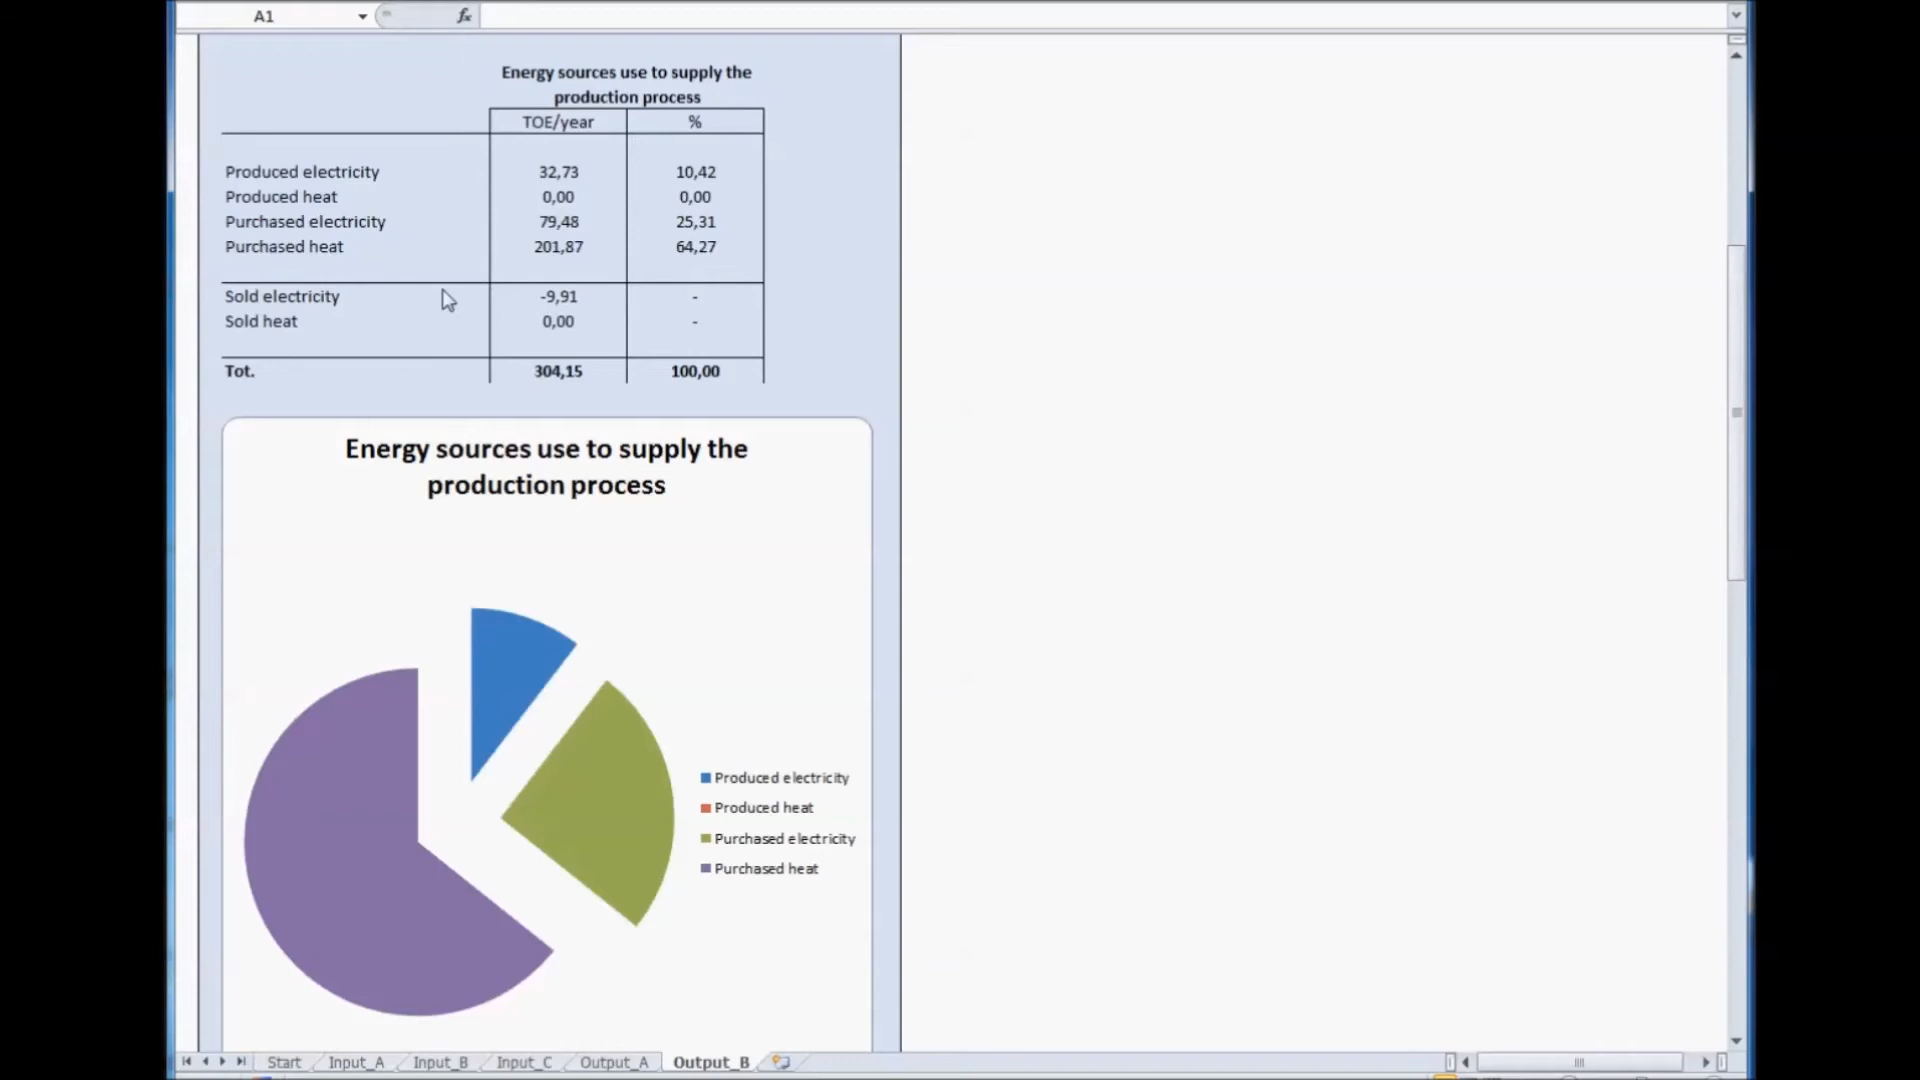 A1
fx
Energy sources use to supply the
production process
TOE/year %
Produced electricity 32,73 10,42
Produced heat 0,00 0,00
Purchased electricity 79,48 25,31
Purchased heat 201,87 64,27
Sold electricity -9,91 -
Sold heat 0,00 -
Tot. 304,15 100,00
Energy sources use to supply the
production process
Produced electricity
Produced heat
Purchased electricity
Purchased heat
Start Input_A Input_B Input_C Output_A Output_B